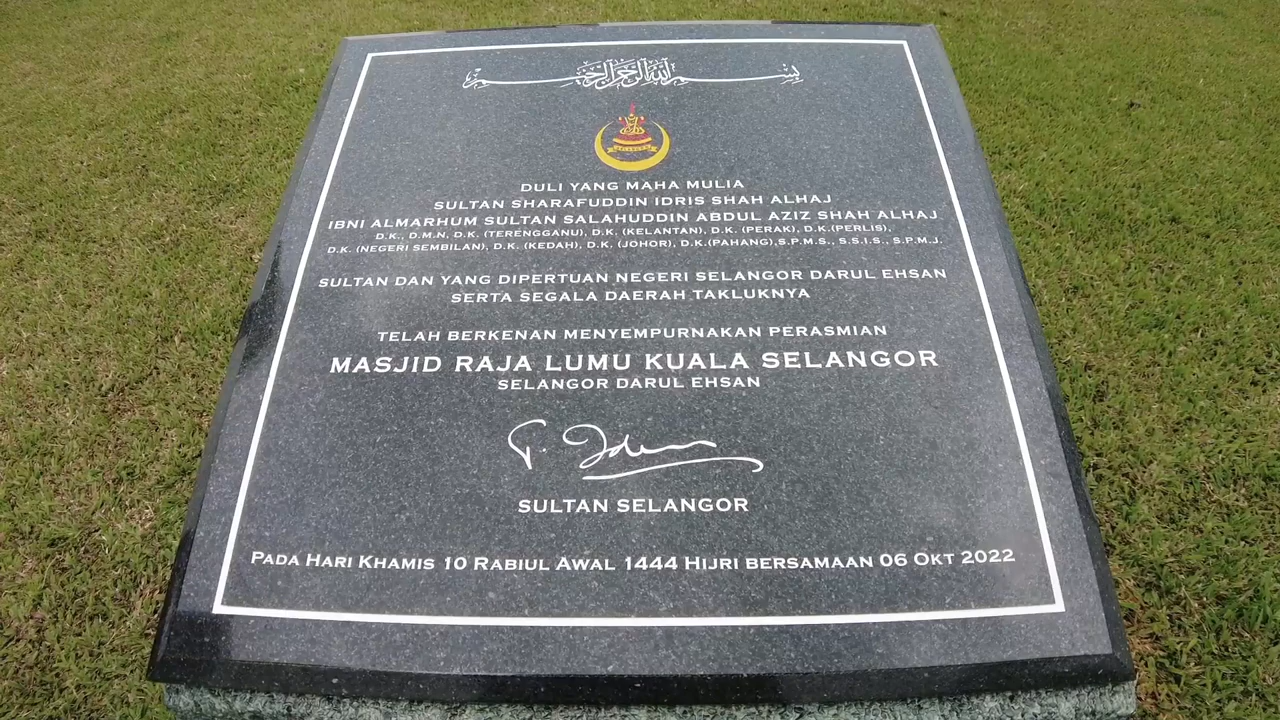 بسم الله الرحمن الرحيم
SELANGOR
DULI YANG MAHA MULIA
SULTAN SHARAFUDDIN IDRIS SHAH ALHAJ
IBNI ALMARHUM SULTAN SALAHUDDIN ABDUL AZIZ SHAH ALHAJ
D.K., D.M.N, D.K. (TERENGGANU), D.K. (KELANTAN), D.K. (PERAK), D.K.(PERLIS),
D.K. (NEGERI SEMBILAN), D.K. (KEDAH), D.K. (JOHOR), D.K.(PAHANG),S.P.M.S., S.S.I.S., S.P.M.J.
SULTAN DAN YANG DIPERTUAN NEGERI SELANGOR DARUL EHSAN
SERTA SEGALA DAERAH TAKLUKNYA
TELAH BERKENAN MENYEMPURNAKAN PERASMIAN
MASJID RAJA LUMU KUALA SELANGOR
SELANGOR DARUL EHSAN
SULTAN SELANGOR
PADA HARI KHAMIS 10 RABIUL AWAL 1444 HIJRI BERSAMAAN 06 OKT 2022